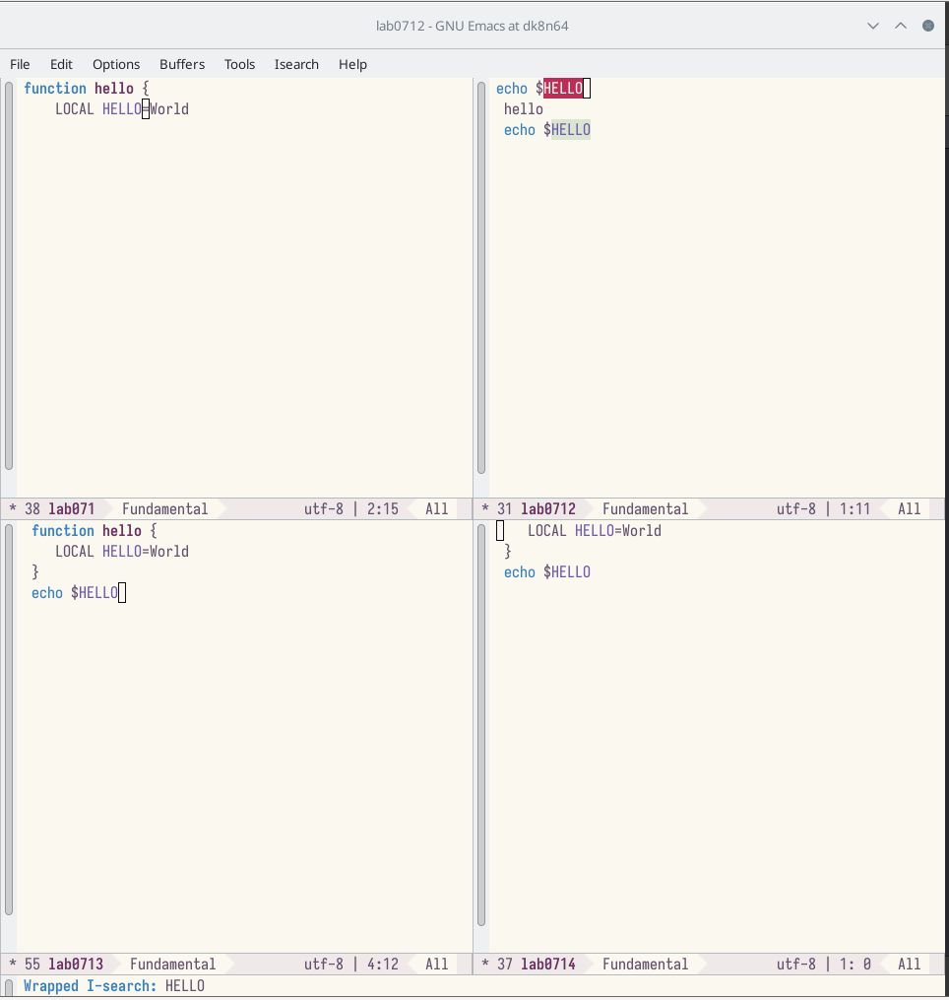 lab0712 - GNU Emacs at dk8n64
File Edit Options Buffers Tools Isearch Help
function hello {
LOCAL HELLO=World
* 38 lab071 Fundamental utf-8 | 2:15 All
echo $HELLO
hello
echo $HELLO
* 31 lab0712 Fundamental utf-8 | 1:11 All
function hello {
LOCAL HELLO=World
}
echo $HELLO
* 55 lab0713 Fundamental utf-8 | 4:12 All
LOCAL HELLO=World
}
echo $HELLO
* 37 lab0714 Fundamental utf-8 | 1: 0 All
Wrapped I-search: HELLO